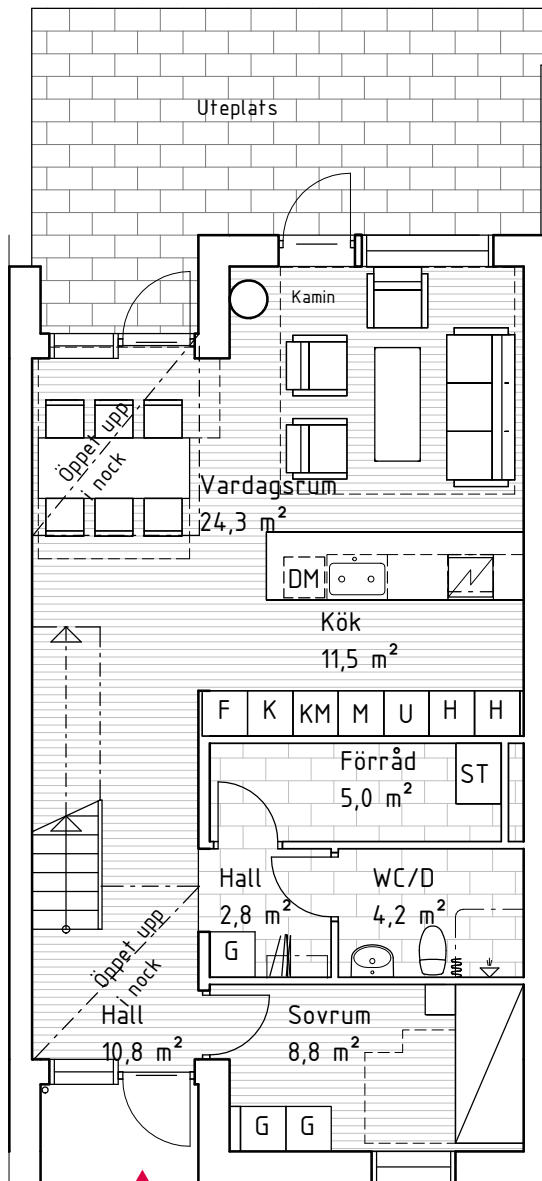 Uteplats
Kamin
Öppet upp
i nock
Vardagsrum
24,3 m²
DM
Kök
11,5 m²
F K KM M U H H
Förråd
5,0 m²
ST
Hall
2,8 m²
WC/D
4,2 m²
G
Öppet upp
i nock
Hall
10,8 m²
Sovrum
8,8 m²
G G